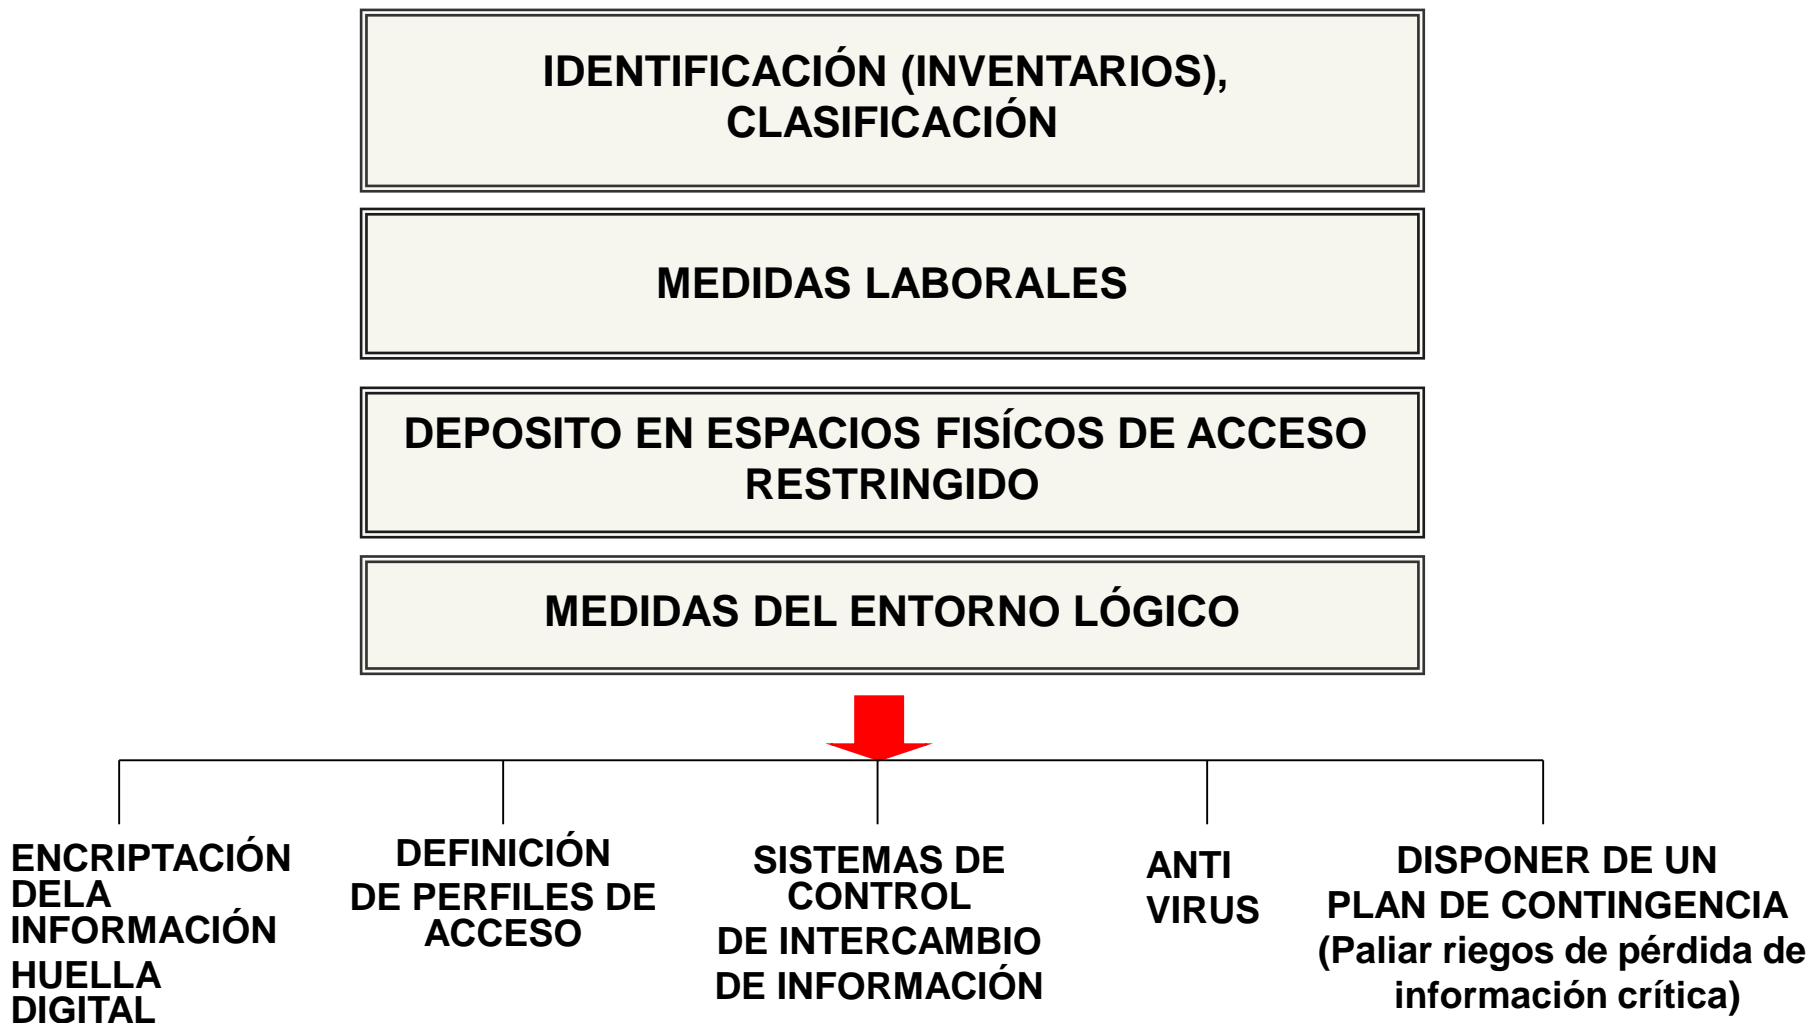 IDENTIFICACIÓN (INVENTARIOS),
CLASIFICACIÓN
MEDIDAS LABORALES
DEPOSITO EN ESPACIOS FISÍCOS DE ACCESO
RESTRINGIDO
MEDIDAS DEL ENTORNO LÓGICO
ENCRIPTACIÓN
DELA
INFORMACIÓN
HUELLA
DIGITAL
DEFINICIÓN
DE PERFILES DE
ACCESO
SISTEMAS DE
CONTROL
DE INTERCAMBIO
DE INFORMACIÓN
ANTI
VIRUS
DISPONER DE UN
PLAN DE CONTINGENCIA
(Paliar riegos de pérdida de
información crítica)